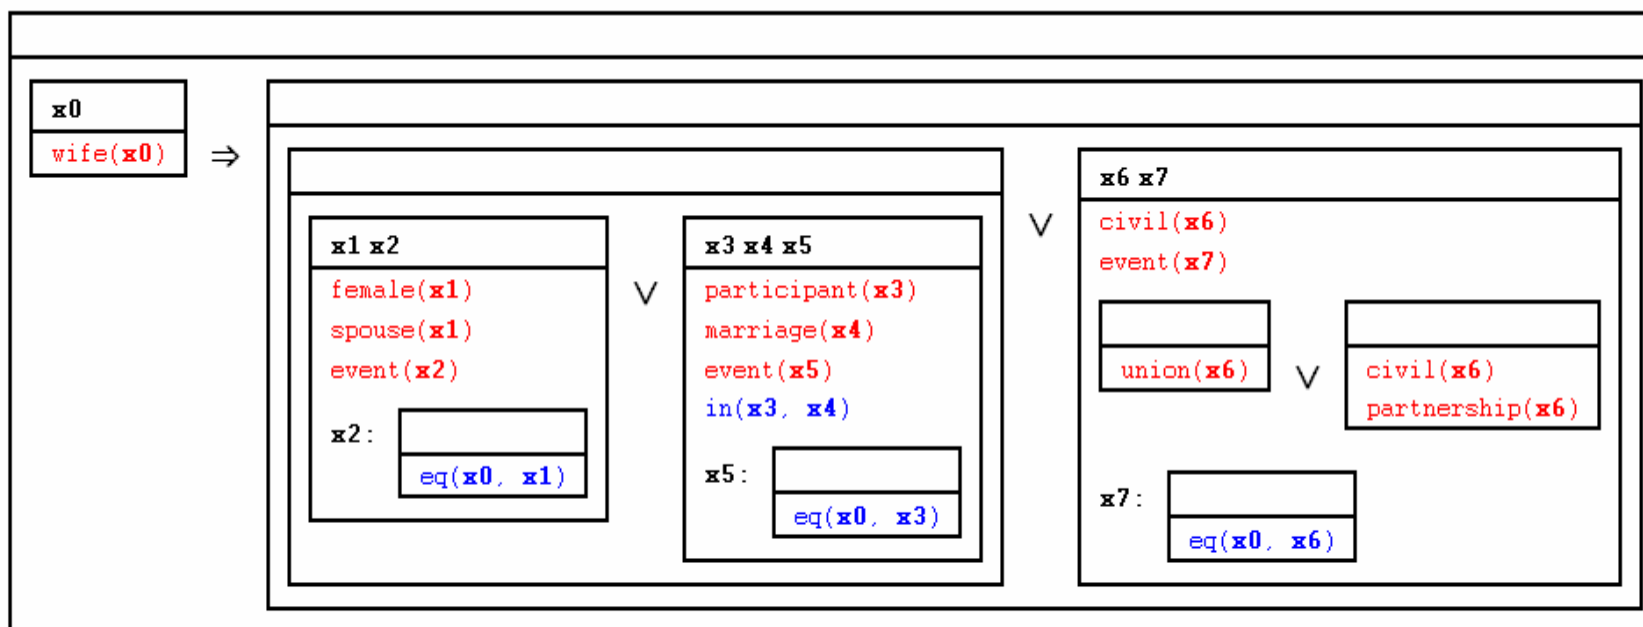 x0
wife(x0)
⇒
x1 x2
female(x1)
spouse(x1)
event(x2)
x2:
eq(x0, x1)
∨
x3 x4 x5
participant(x3)
marriage(x4)
event(x5)
in(x3, x4)
x5:
eq(x0, x3)
∨
x6 x7
civil(x6)
event(x7)
union(x6)
∨
civil(x6)
partnership(x6)
x7:
eq(x0, x6)